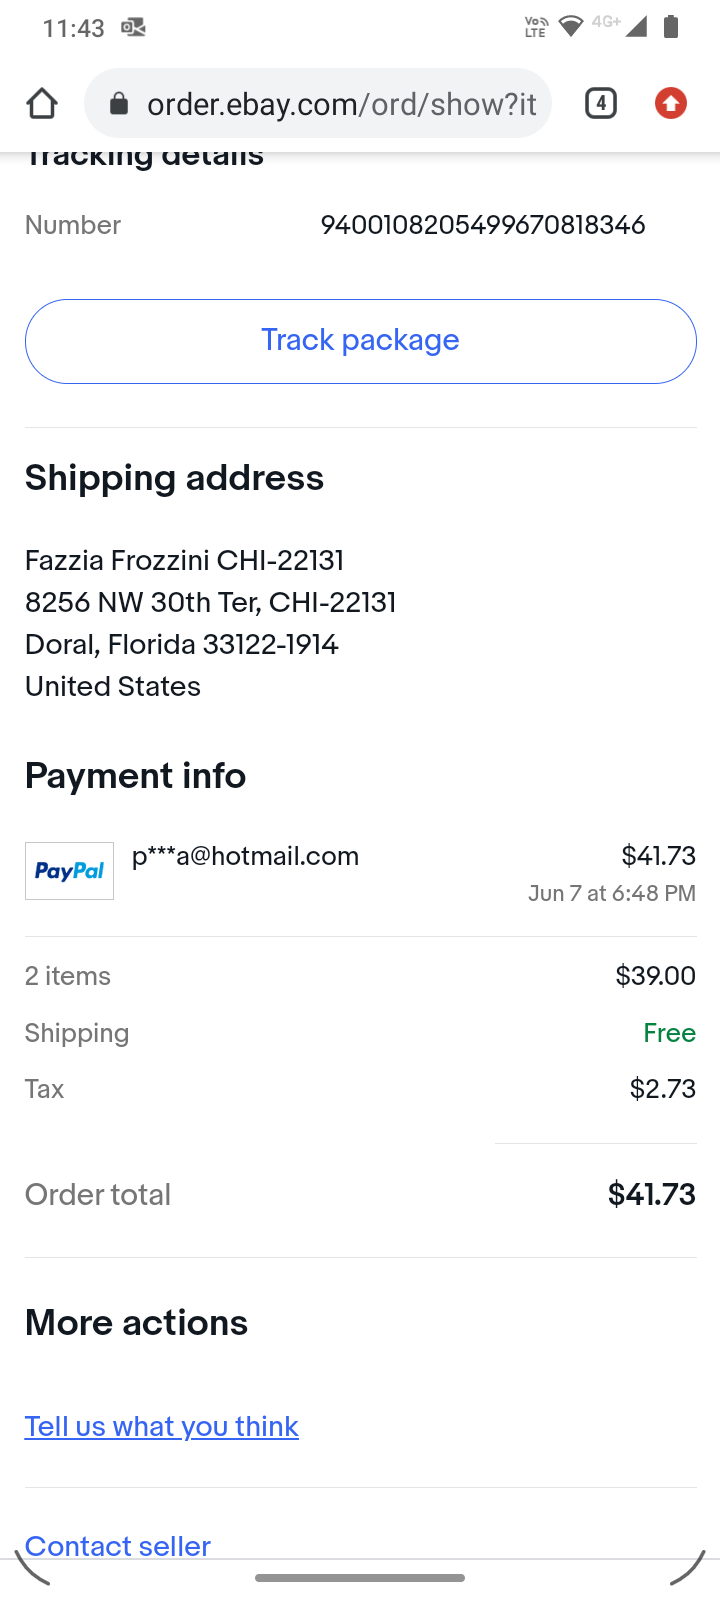 11:43
Vo LTE 4G+
order.ebay.com/ord/show?it
4
Tracking details
Number 9400108205499670818346
Track package
Shipping address
Fazzia Frozzini CHI-22131
8256 NW 30th Ter, CHI-22131
Doral, Florida 33122-1914
United States
Payment info
PayPal p***a@hotmail.com $41.73
Jun 7 at 6:48 PM
2 items $39.00
Shipping Free
Tax $2.73
Order total $41.73
More actions
Tell us what you think
Contact seller